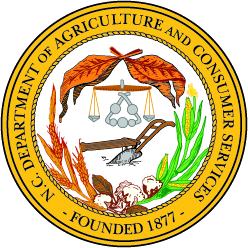 N.C. DEPARTMENT OF AGRICULTURE AND CONSUMER SERVICES
- FOUNDED 1877 -